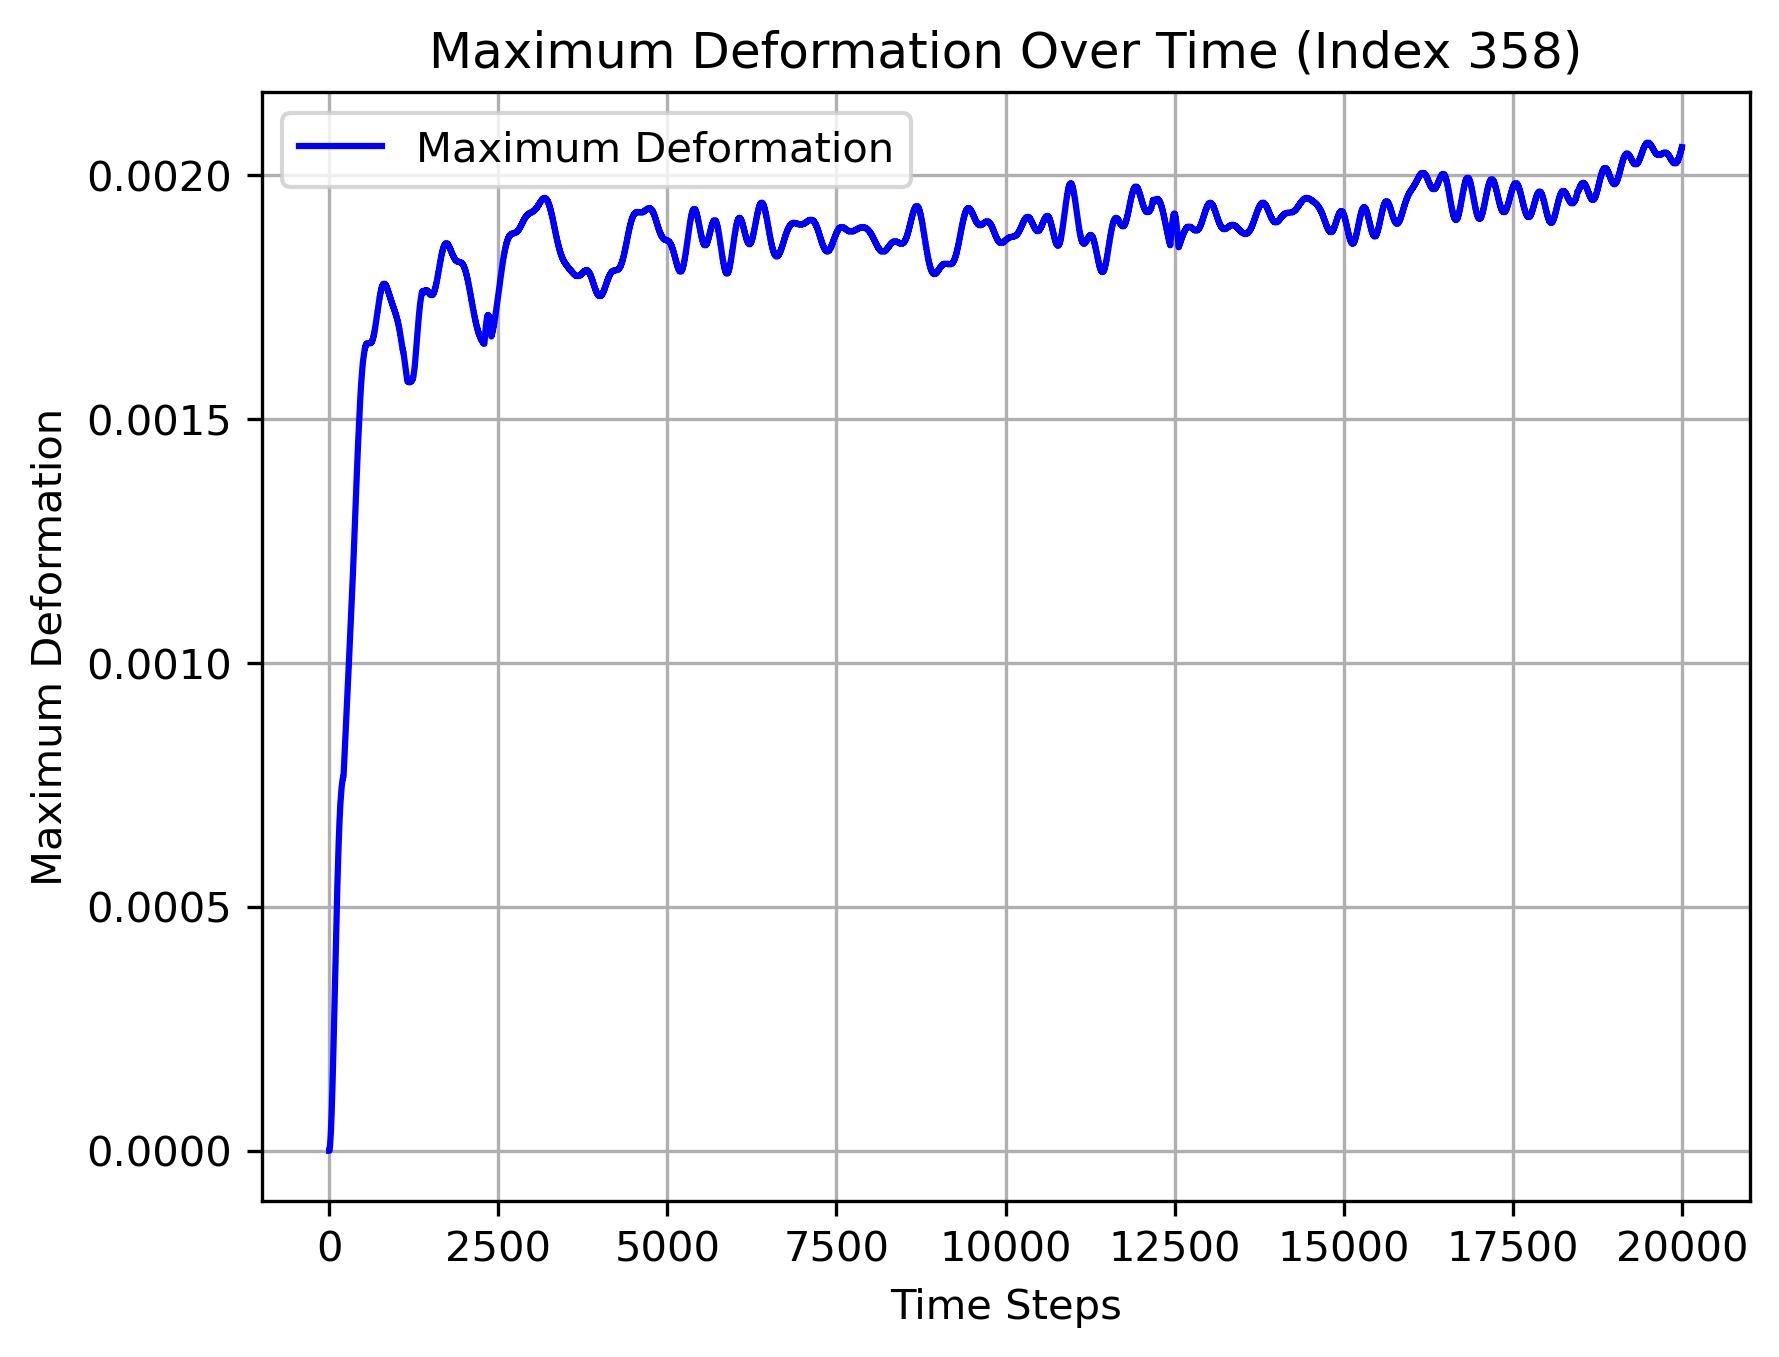 Maximum Deformation Over Time (Index 358)
Maximum Deformation
0.0020
0.0015
0.0010
0.0005
0.0000
Maximum Deformation
0 2500 5000 7500 10000 12500 15000 17500 20000
Time Steps